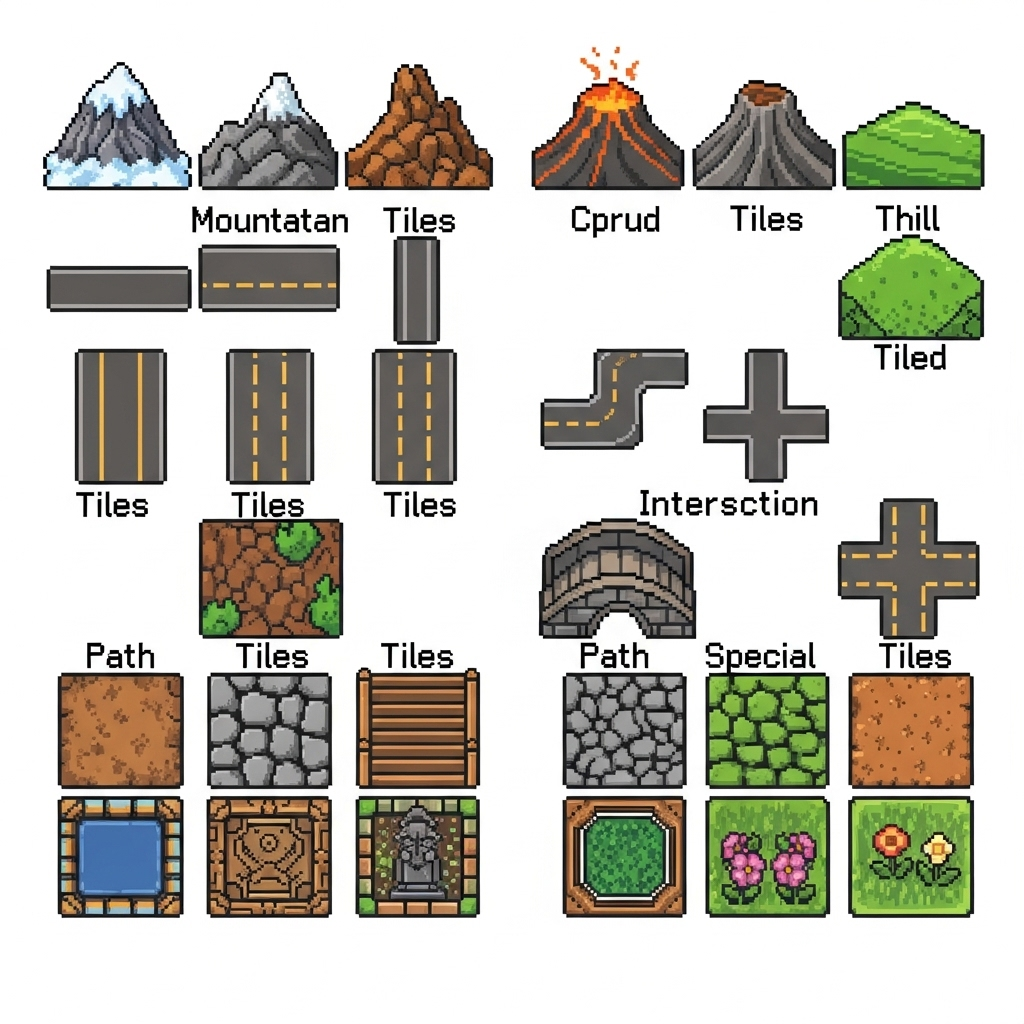 Mountatan Tiles Cprud Tiles Thill
Tiled
Tiles Tiles Tiles Intersction
Path Tiles Tiles Path Special Tiles